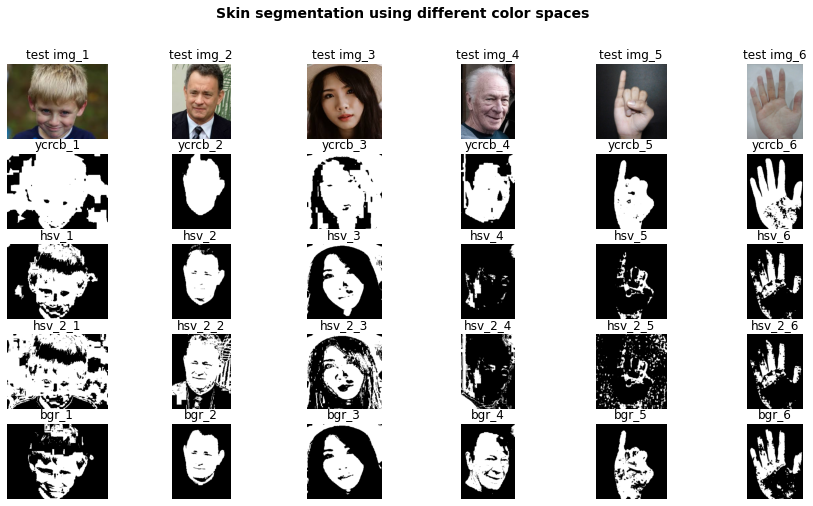 Skin segmentation using different color spaces
test img_1 test img_2 test img_3 test img_4 test img_5 test img_6
ycrcb_1 ycrcb_2 ycrcb_3 ycrcb_4 ycrcb_5 ycrcb_6
hsv_1 hsv_2 hsv_3 hsv_4 hsv_5 hsv_6
hsv_2_1 hsv_2_2 hsv_2_3 hsv_2_4 hsv_2_5 hsv_2_6
bgr_1 bgr_2 bgr_3 bgr_4 bgr_5 bgr_6